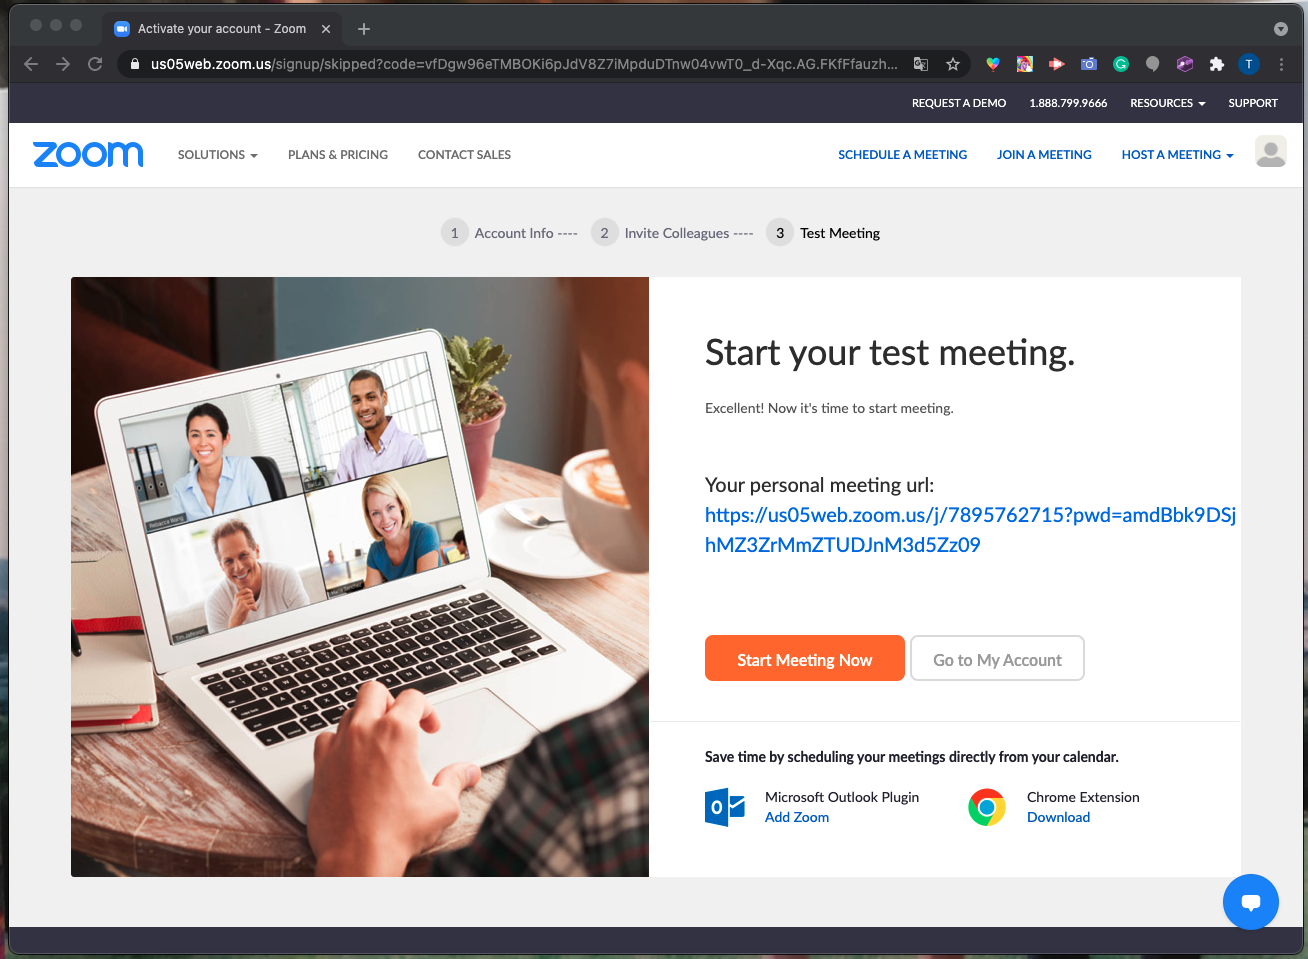 Activate your account - Zoom
us05web.zoom.us/signup/skipped?code=vfDgw96eTMBOKi6pJdV8Z7iMpduDTnw04vwT0_d-Xqc.AG.FKfFfauzh...
T
REQUEST A DEMO 1.888.799.9666 RESOURCES SUPPORT
zoom SOLUTIONS PLANS & PRICING CONTACT SALES SCHEDULE A MEETING JOIN A MEETING HOST A MEETING
1 Account Info ---- 2 Invite Colleagues ---- 3 Test Meeting
Start your test meeting.
Excellent! Now it's time to start meeting.
Your personal meeting url:
https://us05web.zoom.us/j/7895762715?pwd=amdBbk9DSj
hMZ3ZrMmZTUDJnM3d5Zz09
Start Meeting Now Go to My Account
Save time by scheduling your meetings directly from your calendar.
Microsoft Outlook Plugin Chrome Extension
Add Zoom Download